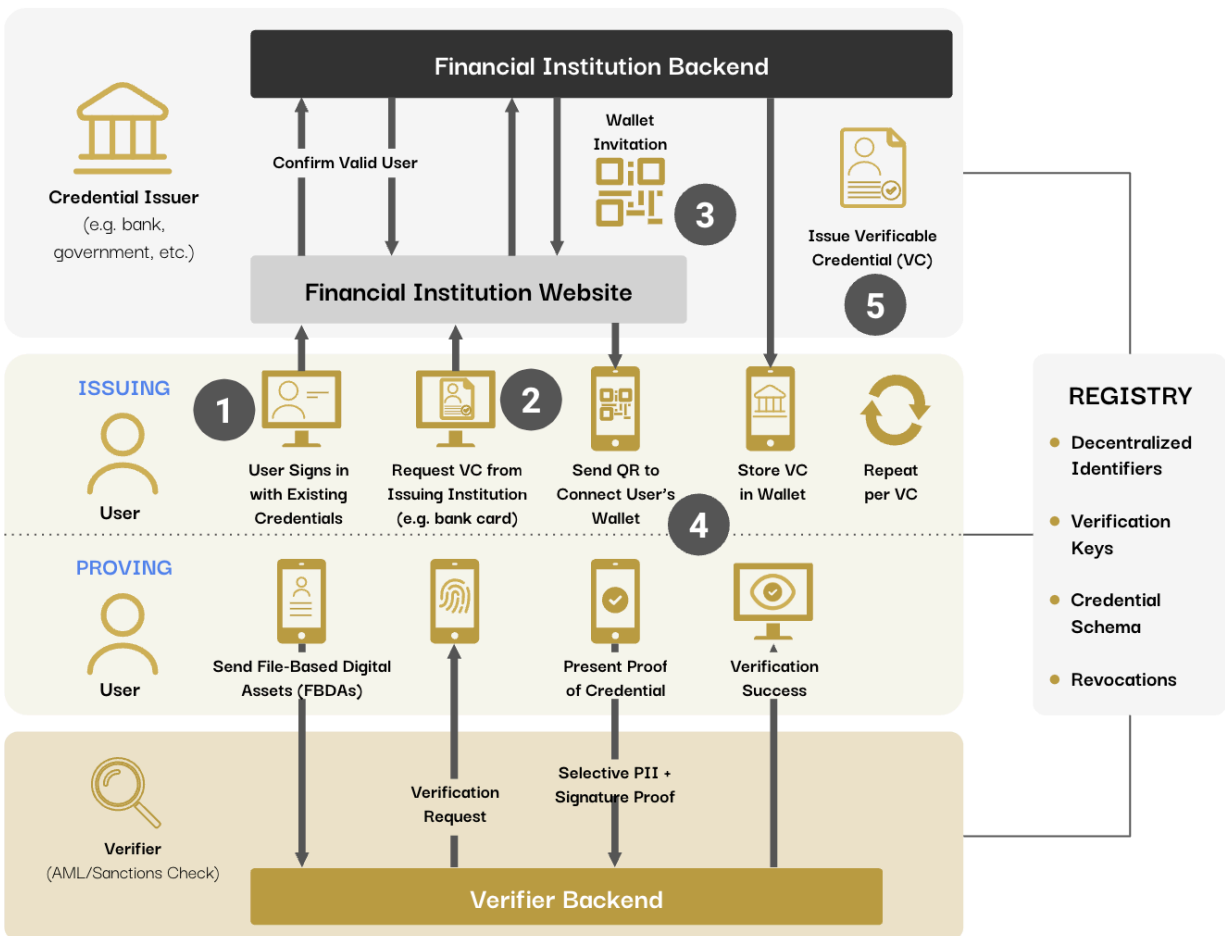 Financial Institution Backend
Credential Issuer
(e.g. bank,
government, etc.)
Confirm Valid User
Wallet
Invitation
3
Issue Verificable
Credential (VC)
5
Financial Institution Website
ISSUING
User
1
User Signs in
with Existing
Credentials
2
Request VC from
Issuing Institution
(e.g. bank card)
Send QR to
Connect User's
Wallet
4
Store VC
in Wallet
Repeat
per VC
PROVING
User
Send File-Based Digital
Assets (FBDAs)
Present Proof
of Credential
Verification
Success
Verifier
(AML/Sanctions Check)
Verification
Request
Selective PII +
Signature Proof
Verifier Backend
REGISTRY
Decentralized
Identifiers
Verification
Keys
Credential
Schema
Revocations